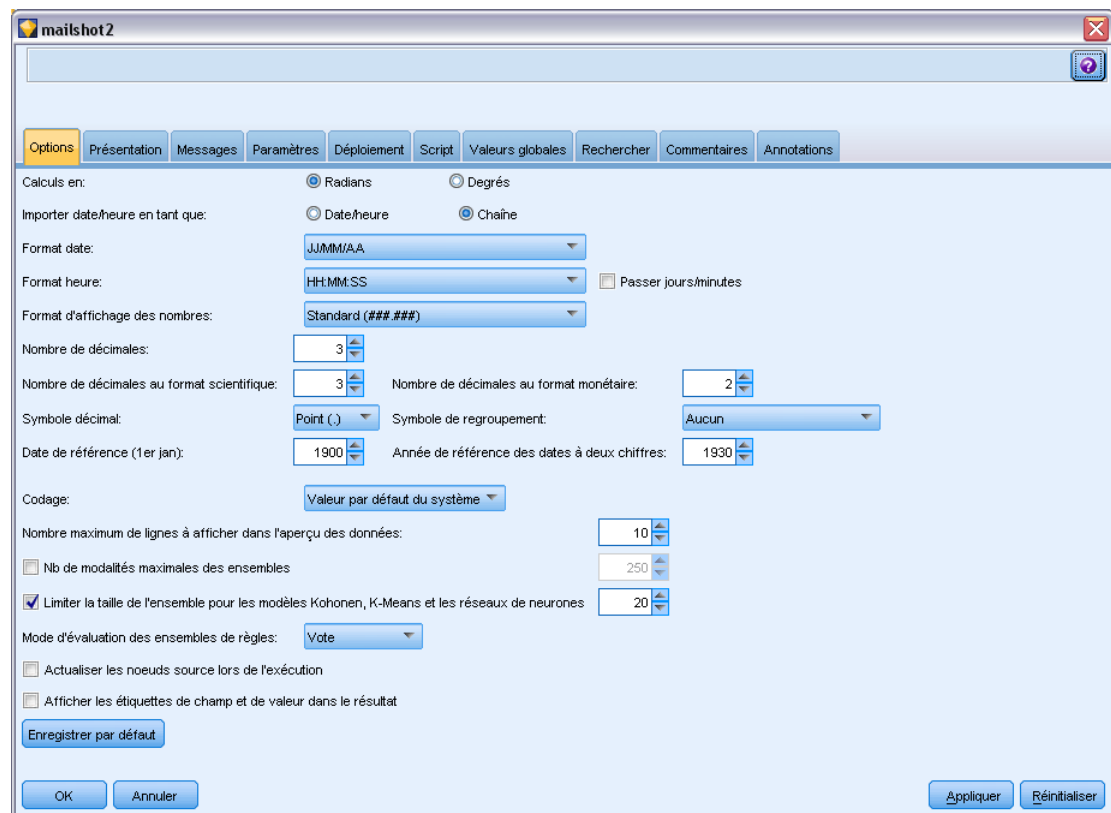 mailshot2
Options Présentation Messages Paramètres Déploiement Script Valeurs globales Rechercher Commentaires Annotations
Calculs en: Radians Degrés
Importer date/heure en tant que: Date/heure Chaîne
Format date: JJ/MM/AA
Format heure: HH:MM:SS Passer jours/minutes
Format d'affichage des nombres: Standard (###.###)
Nombre de décimales: 3
Nombre de décimales au format scientifique: 3 Nombre de décimales au format monétaire: 2
Symbole décimal: Point (.) Symbole de regroupement: Aucun
Date de référence (1er jan): 1900 Année de référence des dates à deux chiffres: 1930
Codage: Valeur par défaut du système
Nombre maximum de lignes à afficher dans l'aperçu des données: 10
Nb de modalités maximales des ensembles 250
Limiter la taille de l'ensemble pour les modèles Kohonen, K-Means et les réseaux de neurones 20
Mode d'évaluation des ensembles de règles: Vote
Actualiser les noeuds source lors de l'exécution
Afficher les étiquettes de champ et de valeur dans le résultat
Enregistrer par défaut
OK Annuler Appliquer Réinitialiser